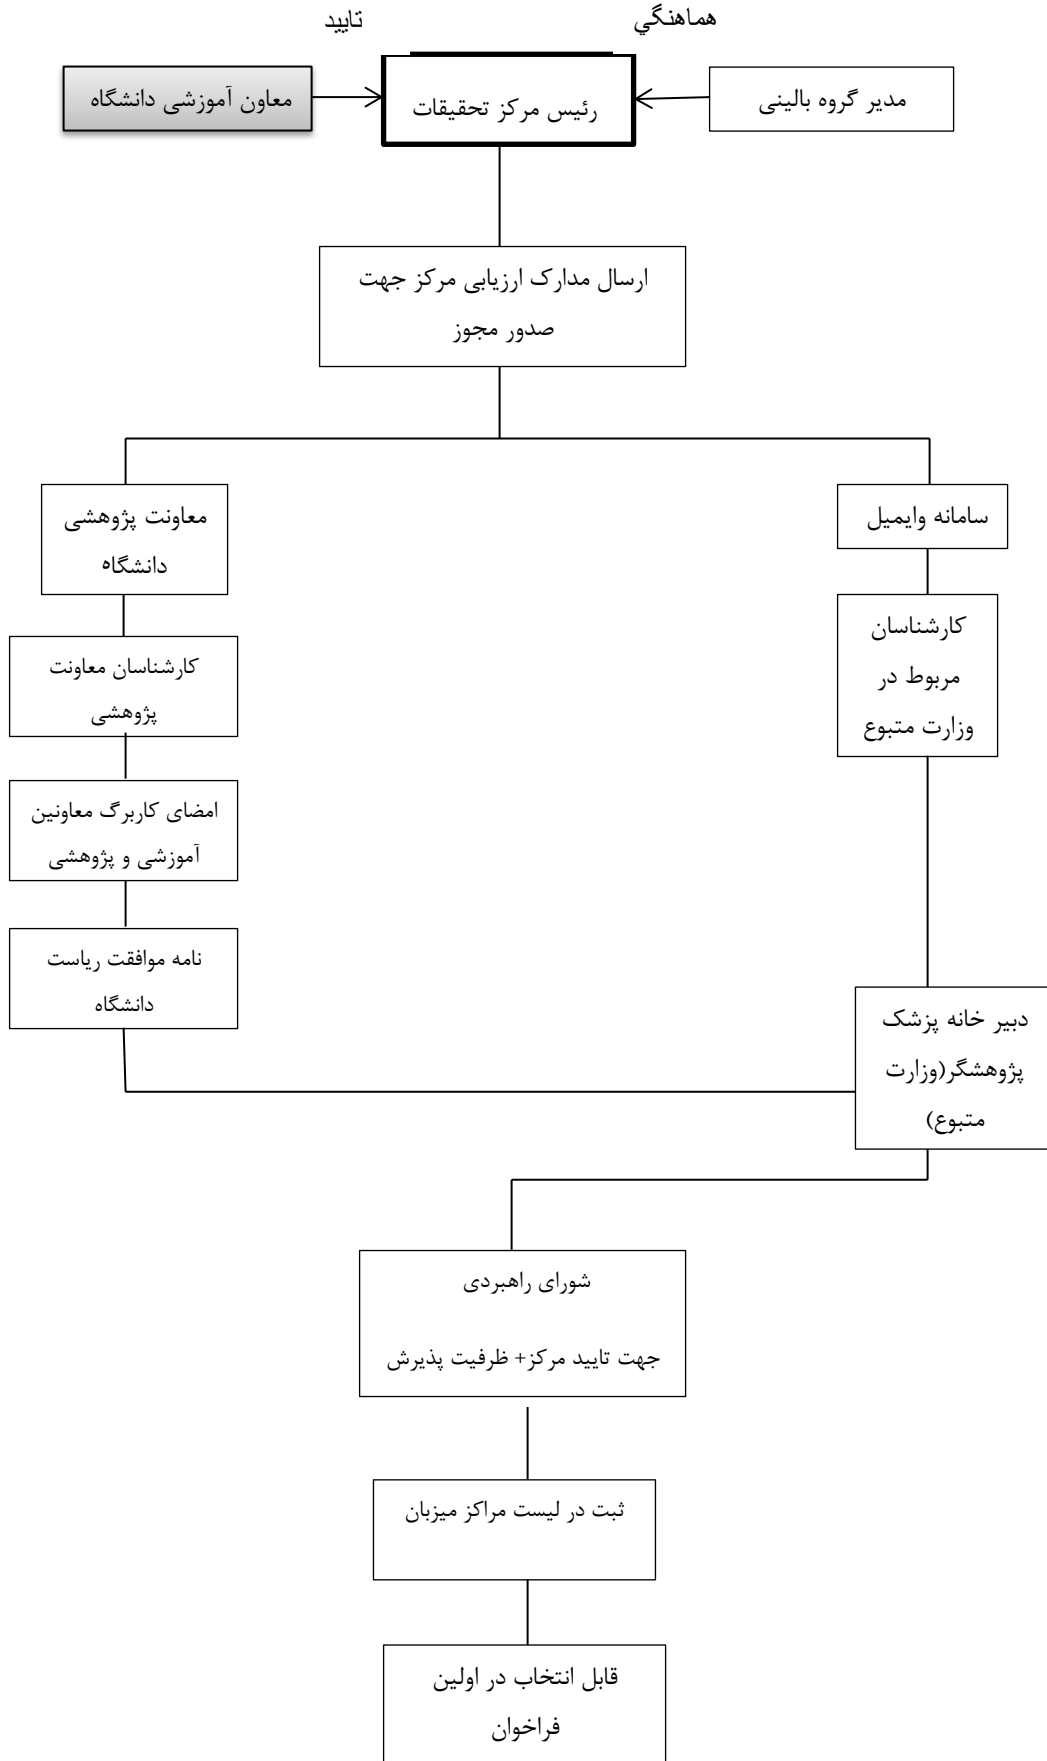 هماهنگي
تاييد
مدیر گروه بالینی
رئیس مرکز تحقیقات
معاون آموزشی دانشگاه
ارسال مدارک ارزیابی مرکز جهت
صدور مجوز
سامانه وایمیل
معاونت پژوهشی
دانشگاه
کارشناسان
مربوط در
وزارت متبوع
کارشناسان معاونت
پژوهشی
امضای کاربرگ معاونین
آموزشی و پژوهشی
نامه موافقت ریاست
دانشگاه
دبیر خانه پزشک
پژوهشگر(وزارت
متبوع)
شورای راهبردی
جهت تایید مرکز+ ظرفیت پذیرش
ثبت در لیست مراکز میزبان
قابل انتخاب در اولین
فراخوان